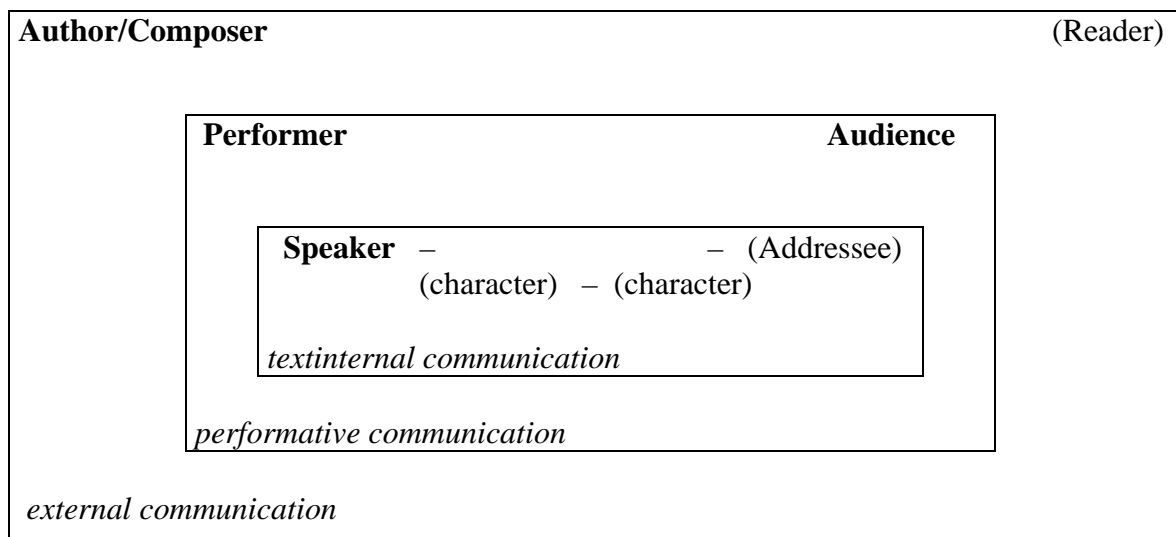 Author/Composer (Reader)
Performer Audience
Speaker – – (Addressee)
(character) – (character)
textinternal communication
performative communication
external communication